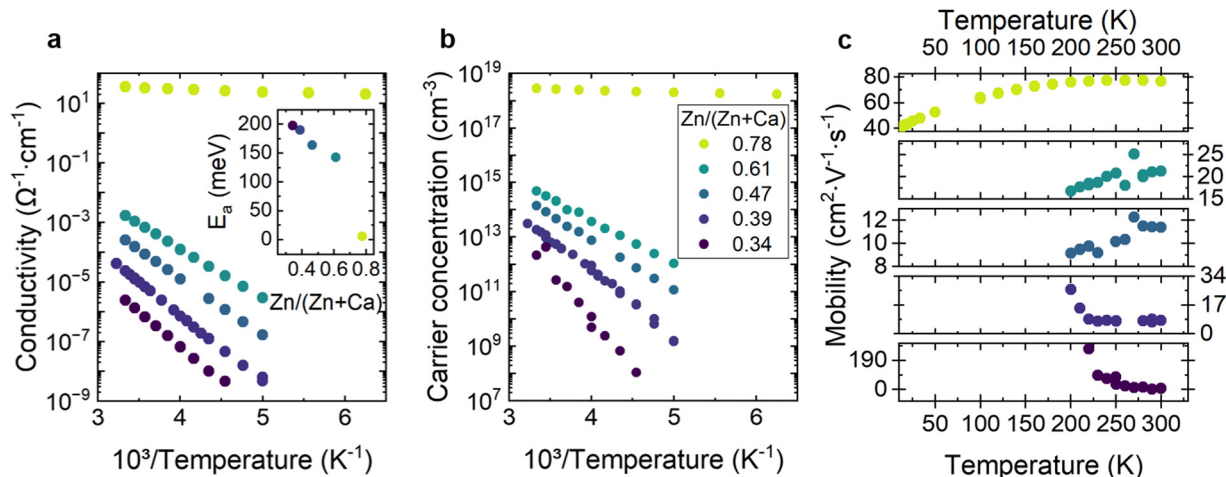 a
10¹
10⁻¹
10⁻³
10⁻⁵
10⁻⁷
10⁻⁹
Conductivity (Ω⁻¹·cm⁻¹)
3 4 5 6
10³/Temperature (K⁻¹)
200
150
100
50
0
Eₐ (meV)
0.4 0.6 0.8
Zn/(Zn+Ca)
b
10¹⁹
10¹⁷
10¹⁵
10¹³
10¹¹
10⁹
10⁷
Carrier concentration (cm⁻³)
3 4 5 6
10³/Temperature (K⁻¹)
Zn/(Zn+Ca)
0.78
0.61
0.47
0.39
0.34
c
Temperature (K)
50 100 150 200 250 300
Mobility (cm²·V⁻¹·s⁻¹)
80
60
40
25
20
15
12
10
8
34
17
0
190
0
50 100 150 200 250 300
Temperature (K)